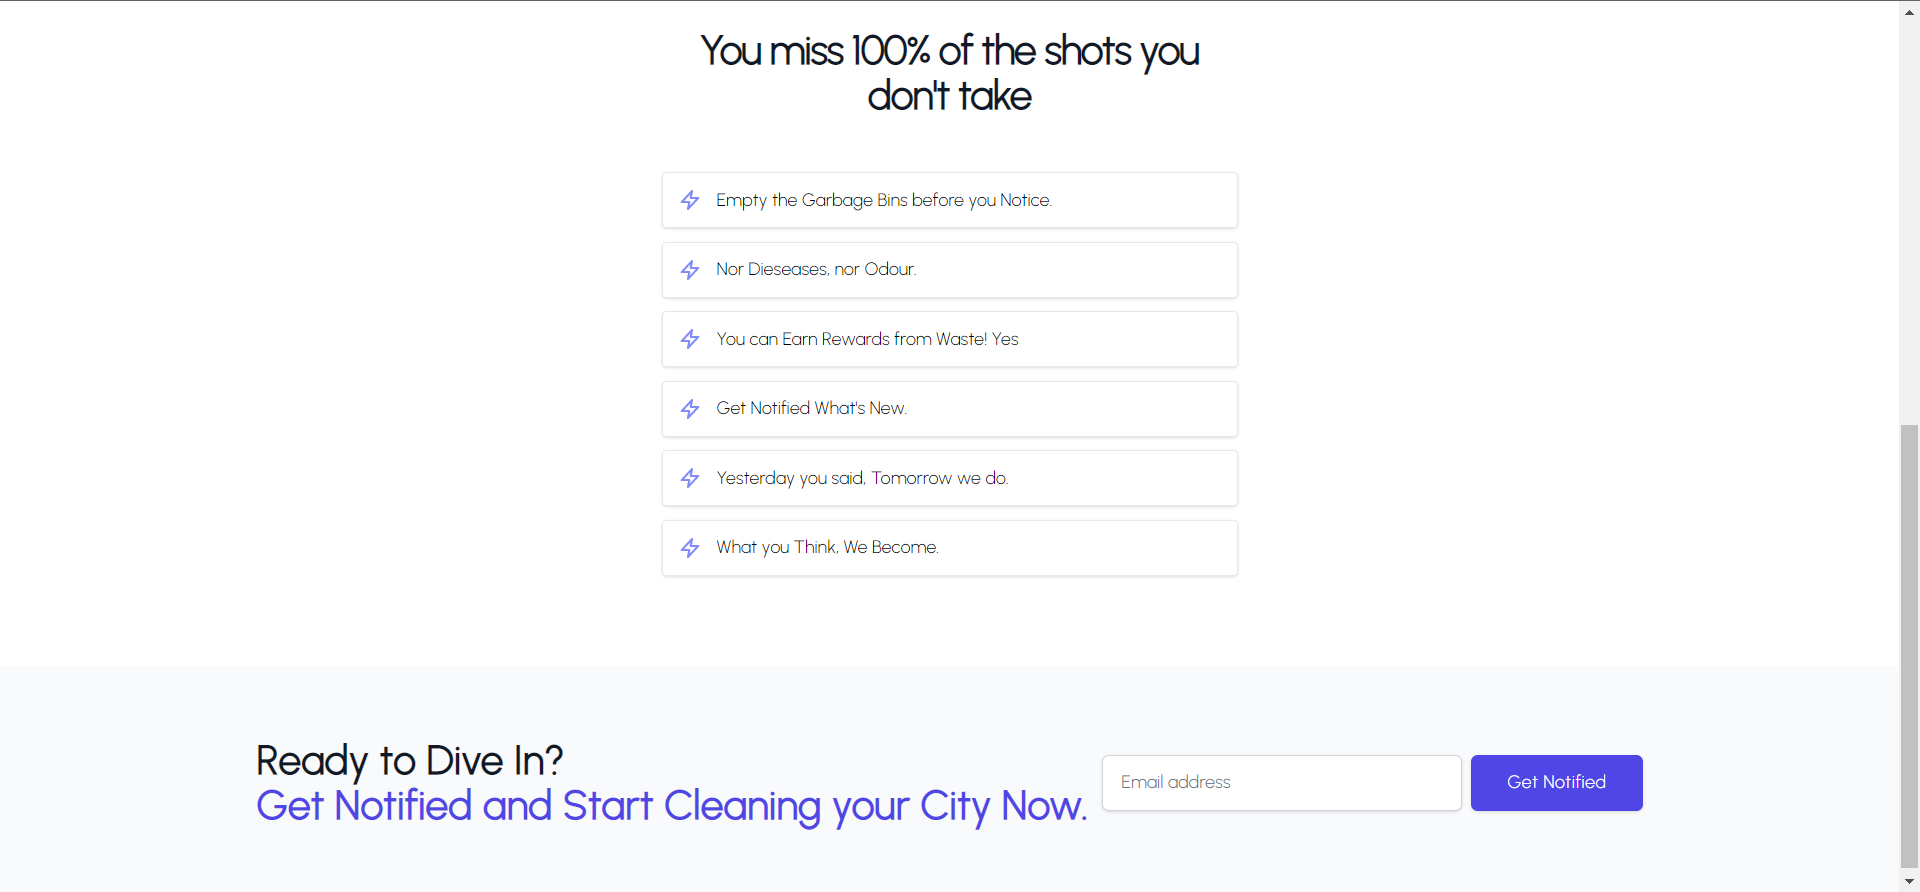 You miss 100% of the shots you
don't take
Empty the Garbage Bins before you Notice.
Nor Dieseases, nor Odour.
You can Earn Rewards from Waste! Yes
Get Notified What's New.
Yesterday you said, Tomorrow we do.
What you Think, We Become.
Ready to Dive In?
Get Notified and Start Cleaning your City Now.
Email address
Get Notified